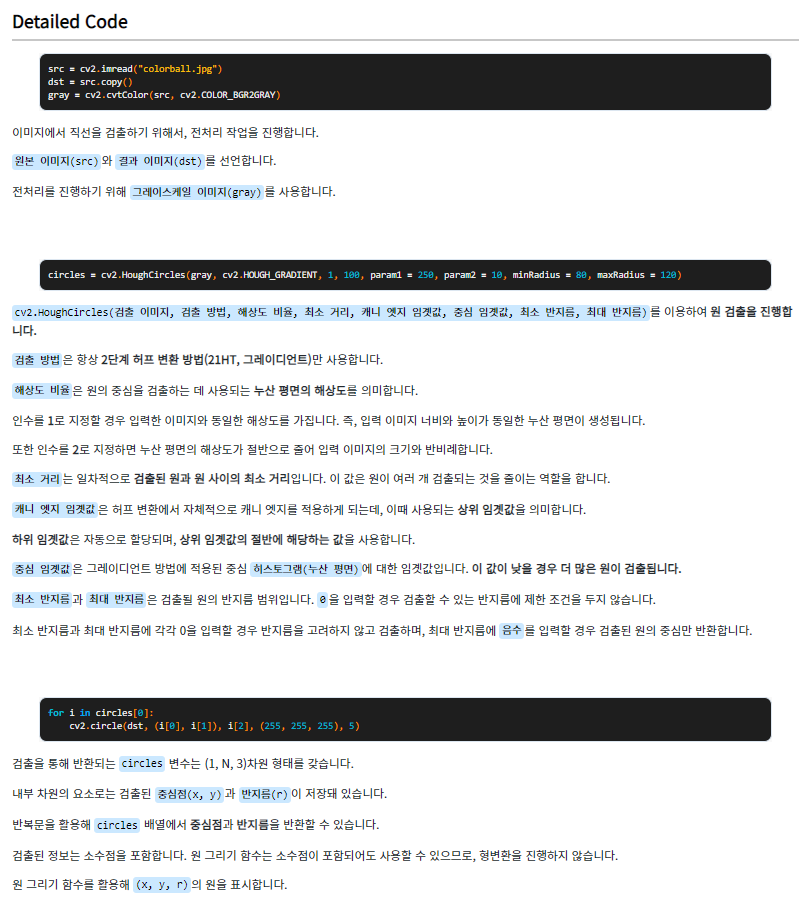 Detailed Code
src = cv2.imread("colorball.jpg")
dst = src.copy()
gray = cv2.cvtColor(src, cv2.COLOR_BGR2GRAY)
이미지에서 직선을 검출하기 위해서, 전처리 작업을 진행합니다.
원본 이미지(src)와 결과 이미지(dst)를 선언합니다.
전처리를 진행하기 위해 그레이스케일 이미지(gray)를 사용합니다.
circles = cv2.HoughCircles(gray, cv2.HOUGH_GRADIENT, 1, 100, param1 = 250, param2 = 10, minRadius = 80, maxRadius = 120)
cv2.HoughCircles(검출 이미지, 검출 방법, 해상도 비율, 최소 거리, 캐니 엣지 임곗값, 중심 임곗값, 최소 반지름, 최대 반지름)를 이용하여 원 검출을 진행합
니다.
검출 방법은 항상 2단계 허프 변환 방법(21HT, 그레이디언트)만 사용합니다.
해상도 비율은 원의 중심을 검출하는 데 사용되는 누산 평면의 해상도를 의미합니다.
인수를 1로 지정할 경우 입력한 이미지와 동일한 해상도를 가집니다. 즉, 입력 이미지 너비와 높이가 동일한 누산 평면이 생성됩니다.
또한 인수를 2로 지정하면 누산 평면의 해상도가 절반으로 줄어 입력 이미지의 크기와 반비례합니다.
최소 거리는 일차적으로 검출된 원과 원 사이의 최소 거리입니다. 이 값은 원이 여러 개 검출되는 것을 줄이는 역할을 합니다.
캐니 엣지 임곗값은 허프 변환에서 자체적으로 캐니 엣지를 적용하게 되는데, 이때 사용되는 상위 임곗값을 의미합니다.
하위 임곗값은 자동으로 할당되며, 상위 임곗값의 절반에 해당하는 값을 사용합니다.
중심 임곗값은 그레이디언트 방법에 적용된 중심 히스토그램(누산 평면)에 대한 임곗값입니다. 이 값이 낮을 경우 더 많은 원이 검출됩니다.
최소 반지름과 최대 반지름은 검출될 원의 반지름 범위입니다. 0을 입력할 경우 검출할 수 있는 반지름에 제한 조건을 두지 않습니다.
최소 반지름과 최대 반지름에 각각 0을 입력할 경우 반지름을 고려하지 않고 검출하며, 최대 반지름에 음수를 입력할 경우 검출된 원의 중심만 반환합니다.
for i in circles[0]:
    cv2.circle(dst, (i[0], i[1]), i[2], (255, 255, 255), 5)
검출을 통해 반환되는 circles 변수는 (1, N, 3)차원 형태를 갖습니다.
내부 차원의 요소로는 검출된 중심점(x, y)과 반지름(r)이 저장돼 있습니다.
반복문을 활용해 circles 배열에서 중심점과 반지름을 반환할 수 있습니다.
검출된 정보는 소수점을 포함합니다. 원 그리기 함수는 소수점이 포함되어도 사용할 수 있으므로, 형변환을 진행하지 않습니다.
원 그리기 함수를 활용해 (x, y, r)의 원을 표시합니다.